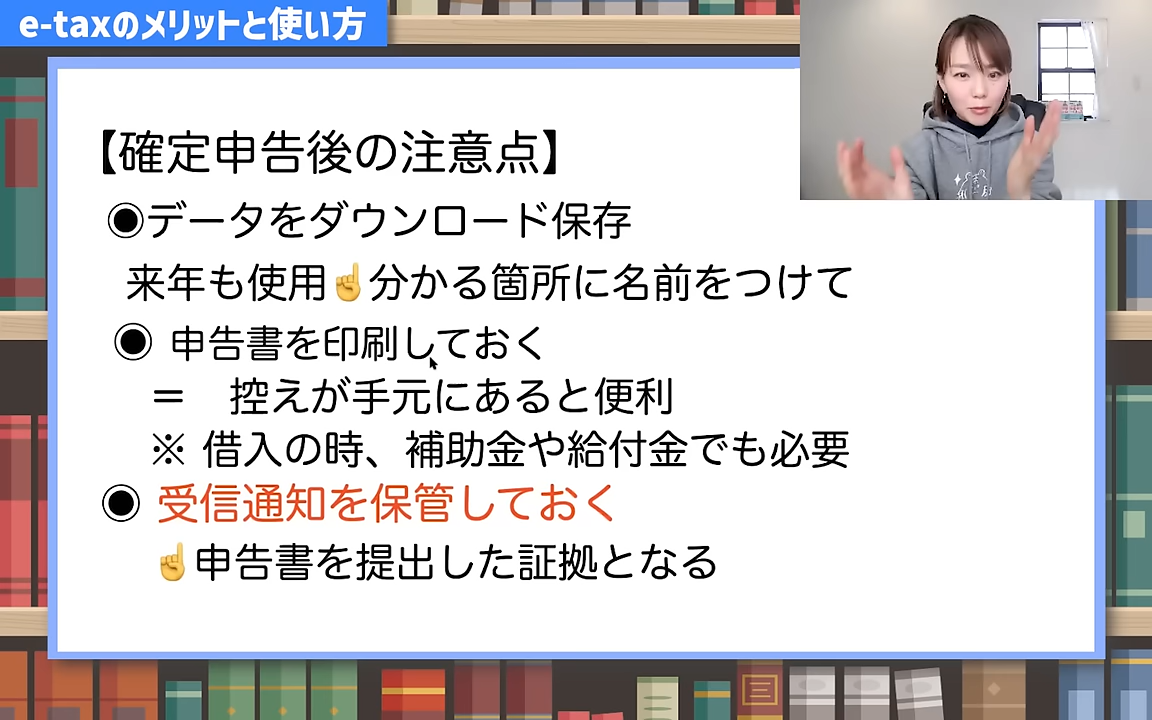 e-taxのメリットと使い方
【確定申告後の注意点】
◉データをダウンロード保存
来年も使用☝分かる箇所に名前をつけて
◉ 申告書を印刷しておく
＝　控えが手元にあると便利
※ 借入の時、補助金や給付金でも必要
◉ 受信通知を保管しておく
☝申告書を提出した証拠となる